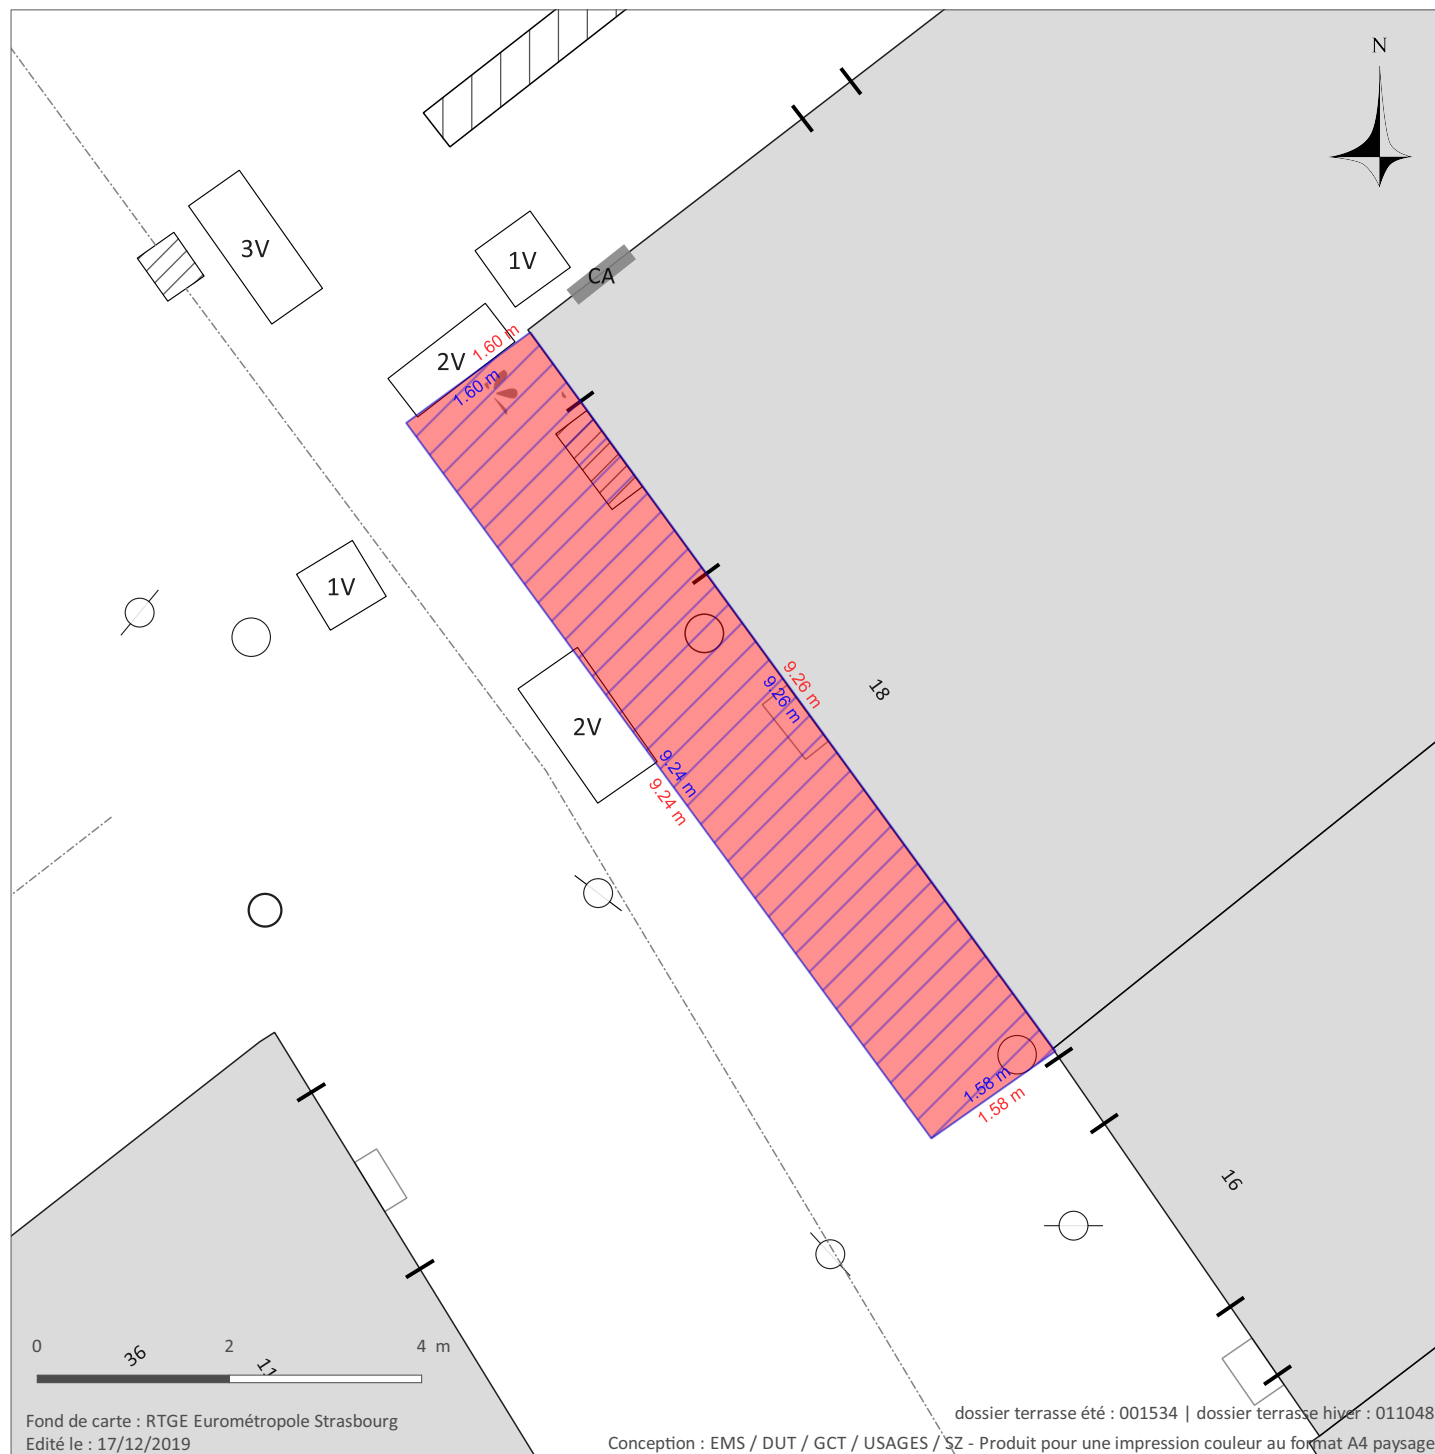 N
3V
1V
CA
2V
1.60 m
1.60 m
1V
9.26 m
9.26 m
18
2V
9.24 m
9.24 m
1.58 m
1.58 m
16
0 2 4 m
36
11
Fond de carte : RTGE Eurométropole Strasbourg
Edité le : 17/12/2019
dossier terrasse été : 001534 | dossier terrasse hiver : 011048
Conception : EMS / DUT / GCT / USAGES / SZ - Produit pour une impression couleur au format A4 paysage